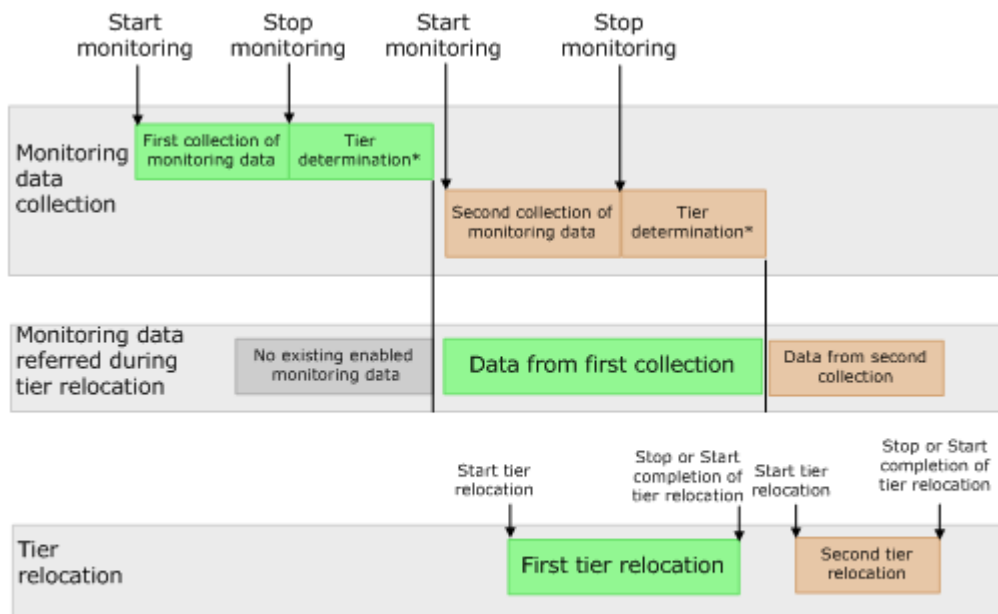 Start
monitoring
Stop
monitoring
Start
monitoring
Stop
monitoring
Monitoring
data
collection
First collection of
monitoring data
Tier
determination*
Second collection of
monitoring data
Tier
determination*
Monitoring data
referred during
tier relocation
No existing enabled
monitoring data
Data from first collection
Data from second
collection
Start tier
relocation
Stop or Start
completion of
tier relocation
Start tier
relocation
Stop or Start
completion of
tier relocation
Tier
relocation
First tier relocation
Second tier
relocation